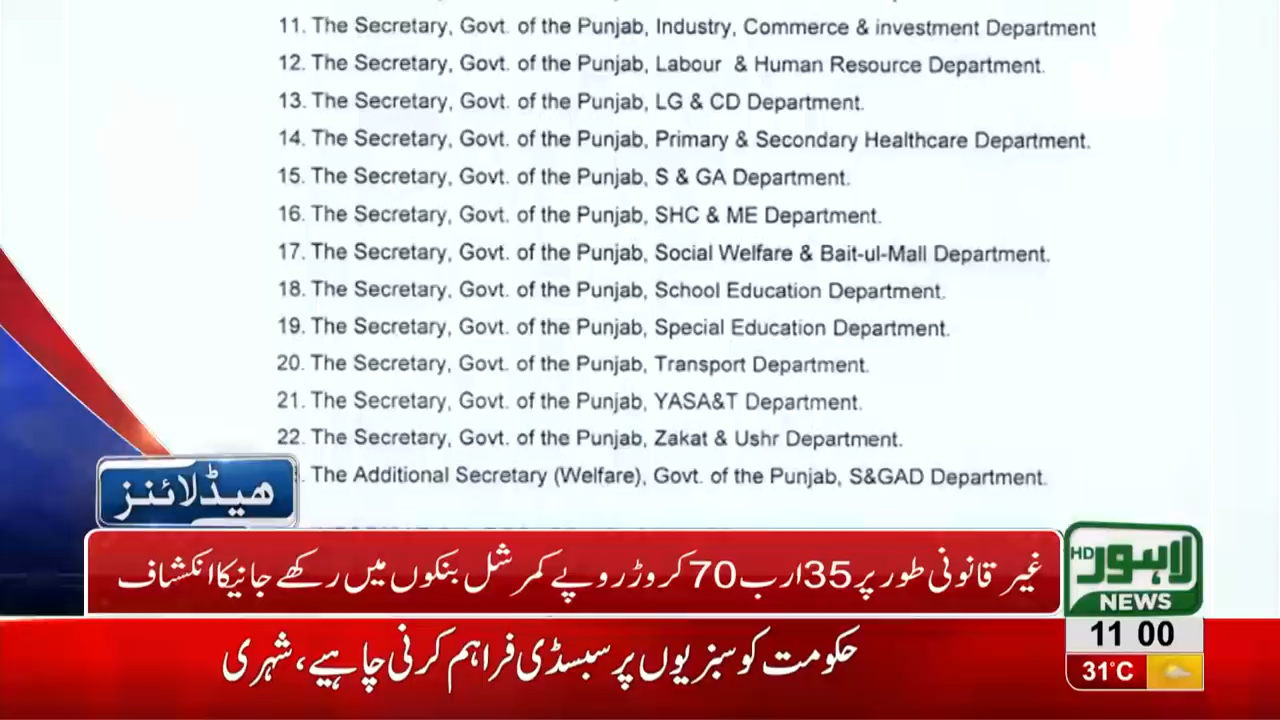 11. The Secretary, Govt. of the Punjab, Industry, Commerce & investment Department
12. The Secretary, Govt. of the Punjab, Labour & Human Resource Department.
13. The Secretary, Govt. of the Punjab, LG & CD Department.
14. The Secretary, Govt. of the Punjab, Primary & Secondary Healthcare Department.
15. The Secretary, Govt. of the Punjab, S & GA Department.
16. The Secretary, Govt. of the Punjab, SHC & ME Department.
17. The Secretary, Govt. of the Punjab, Social Welfare & Bait-ul-Mall Department.
18. The Secretary, Govt. of the Punjab, School Education Department.
19. The Secretary, Govt. of the Punjab, Special Education Department.
20. The Secretary, Govt. of the Punjab, Transport Department.
21. The Secretary, Govt. of the Punjab, YASA&T Department.
22. The Secretary, Govt. of the Punjab, Zakat & Ushr Department.
. The Additional Secretary (Welfare), Govt. of the Punjab, S&GAD Department.
ھیڈلائنز
غیر قانونی طور پر 35 ارب 70 کروڑ روپے کمرشل بنکوں میں رکھے جانیکا انکشاف
HD لاہور
NEWS
11 00
31°C
حکومت کو سبزیوں پر سبسڈی فراہم کرنی چاہیے، شہری